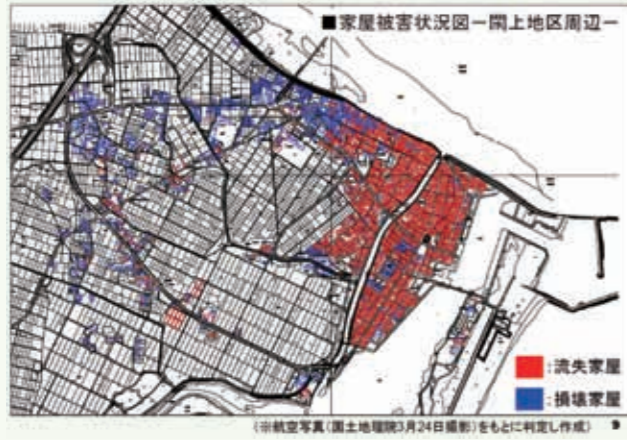 ■家屋被害状況図ー閖上地区周辺ー
:流失家屋
:損壊家屋
(※航空写真(国土地理院3月24日撮影)をもとに判定し作成)
9